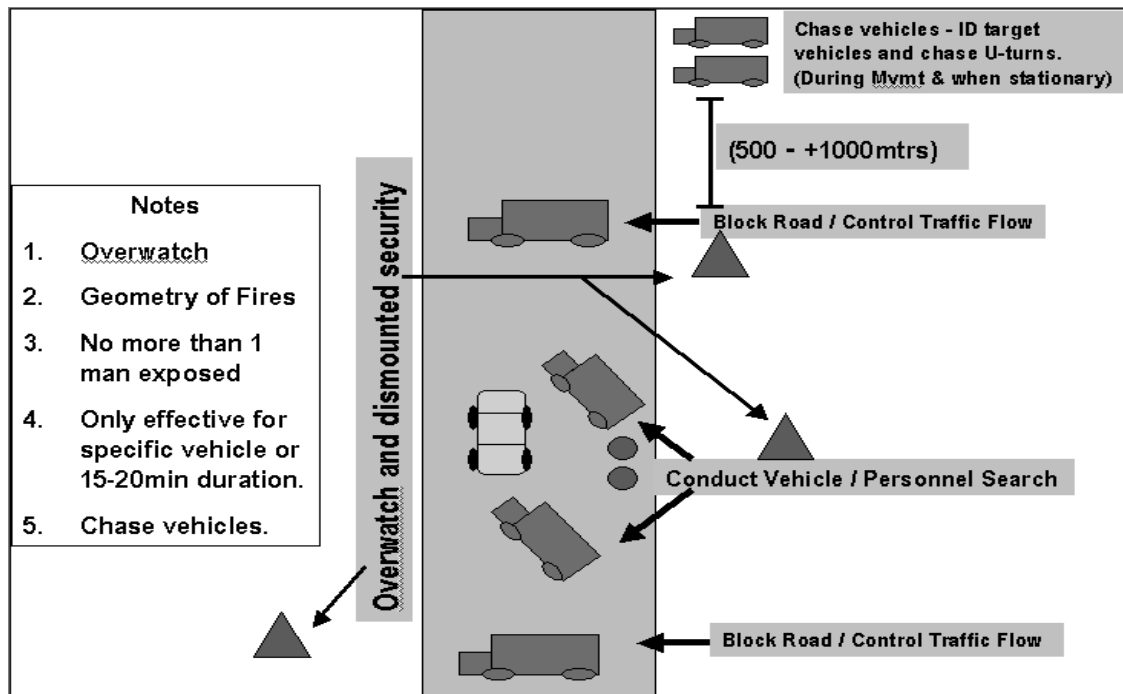 Chase vehicles - ID target
vehicles and chase U-turns.
(During Mvmt & when stationary)
(500 - +1000mtrs)
Block Road / Control Traffic Flow
Overwatch and dismounted security
Notes
1. Overwatch
2. Geometry of Fires
3. No more than 1
man exposed
4. Only effective for
specific vehicle or
15-20min duration.
5. Chase vehicles.
Conduct Vehicle / Personnel Search
Block Road / Control Traffic Flow